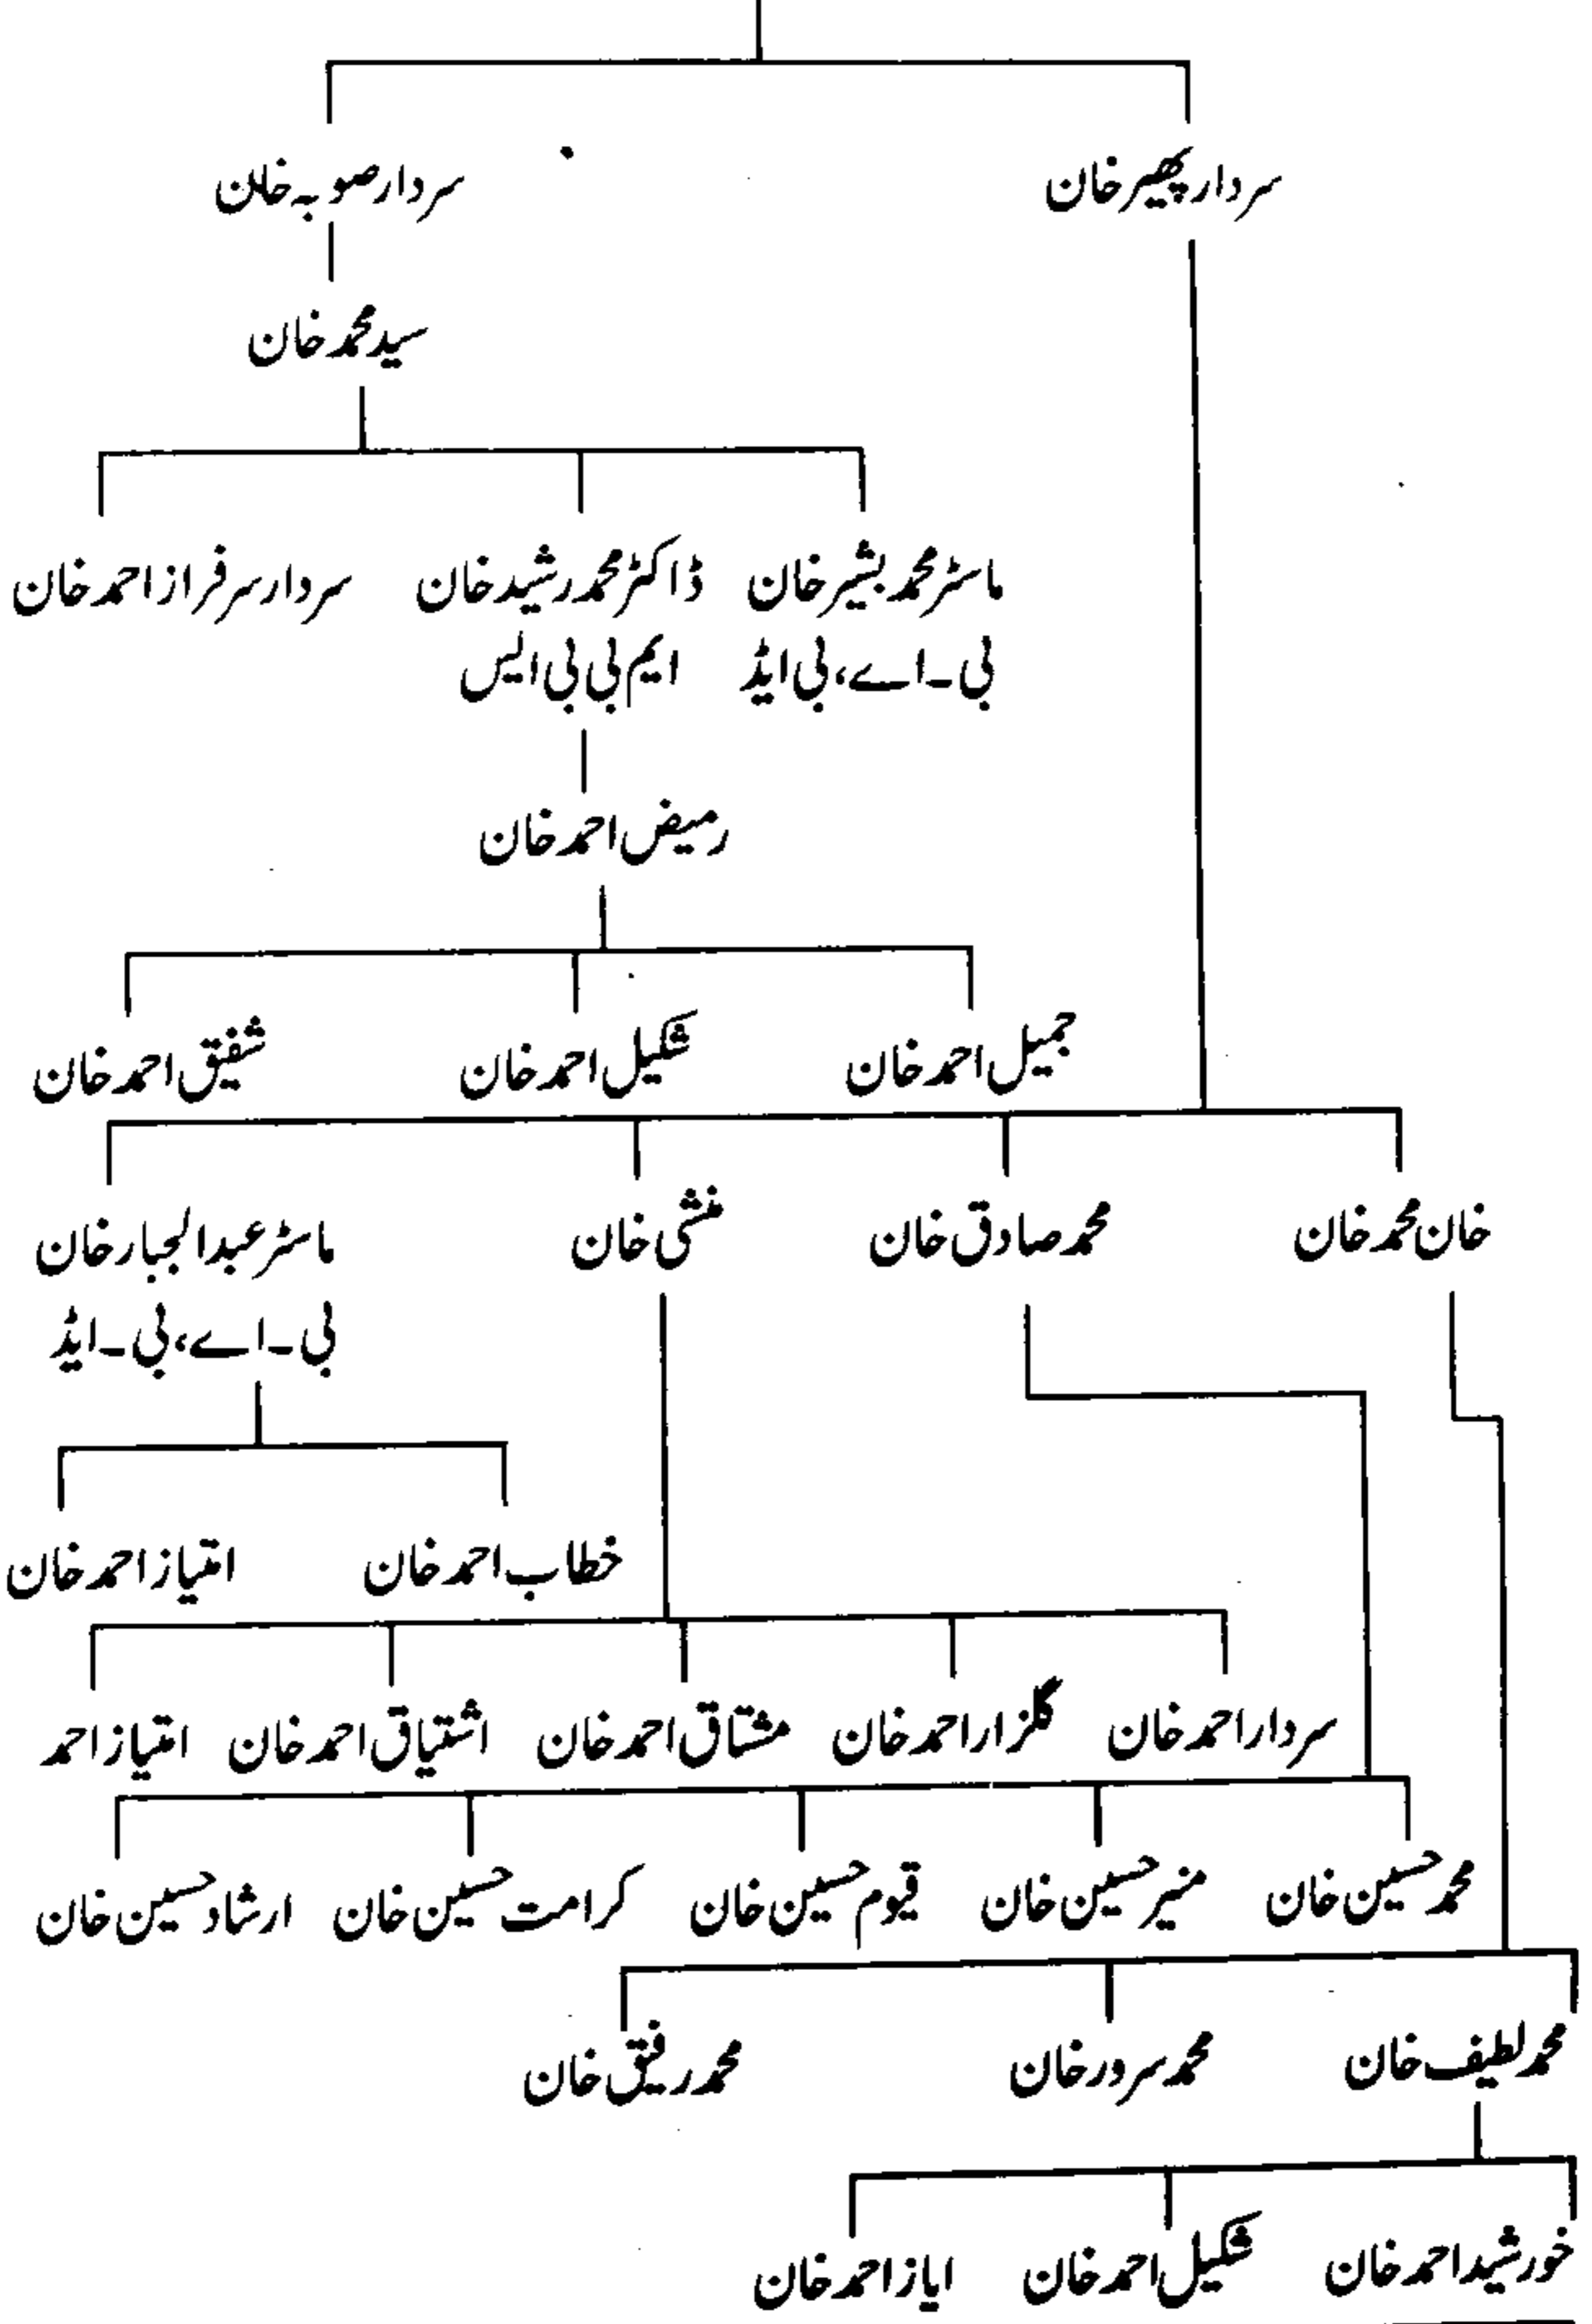 سردار پھیر خان سردار صوبہ خان
سید محمد خان
ماسٹر محمد بشیر خان ڈاکٹر محمد رشید خان سردار سرفراز احمد خان
بی۔اے، بی ایڈ ایم بی بی ایس
رمیض احمد خان
جمیل احمد خان شکیل احمد خان شفیق احمد خان
خان محمد خان محمد صادق خان منشی خان ماسٹر عبدالجبار خان
بی۔اے، بی۔ایڈ
خطاب احمد خان امتیاز احمد خان
سردار احمد خان گلزار احمد خان مشتاق احمد خان اشتیاق احمد خان امتیاز احمد
محمد حسین خان منیر حسین خان قیوم حسین خان کرامت حسین خان ارشاد حسین خان
محمد لطیف خان محمد سرور خان محمد رفیق خان
خورشید احمد خان شکیل احمد خان ایاز احمد خان